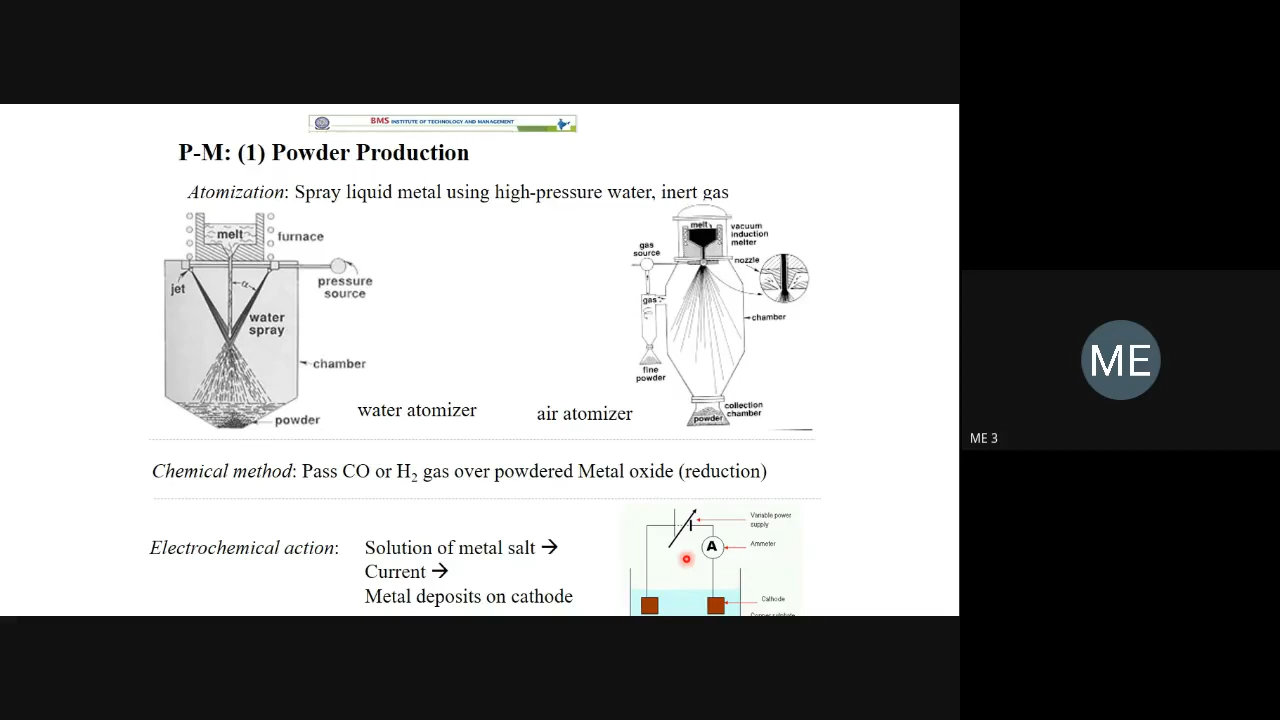 BMS INSTITUTE OF TECHNOLOGY AND MANAGEMENT
P-M: (1) Powder Production
Atomization: Spray liquid metal using high-pressure water, inert gas
melt
furnace
jet
α
pressure
source
water
spray
chamber
powder
water atomizer
air atomizer
melt
vacuum
induction
melter
gas
source
nozzle
gas
chamber
fine
powder
collection
chamber
powder
Chemical method: Pass CO or H₂ gas over powdered Metal oxide (reduction)
Electrochemical action:
Solution of metal salt →
Current →
Metal deposits on cathode
Variable power
supply
A
Ammeter
Cathode
Copper sulphate
ME
ME 3